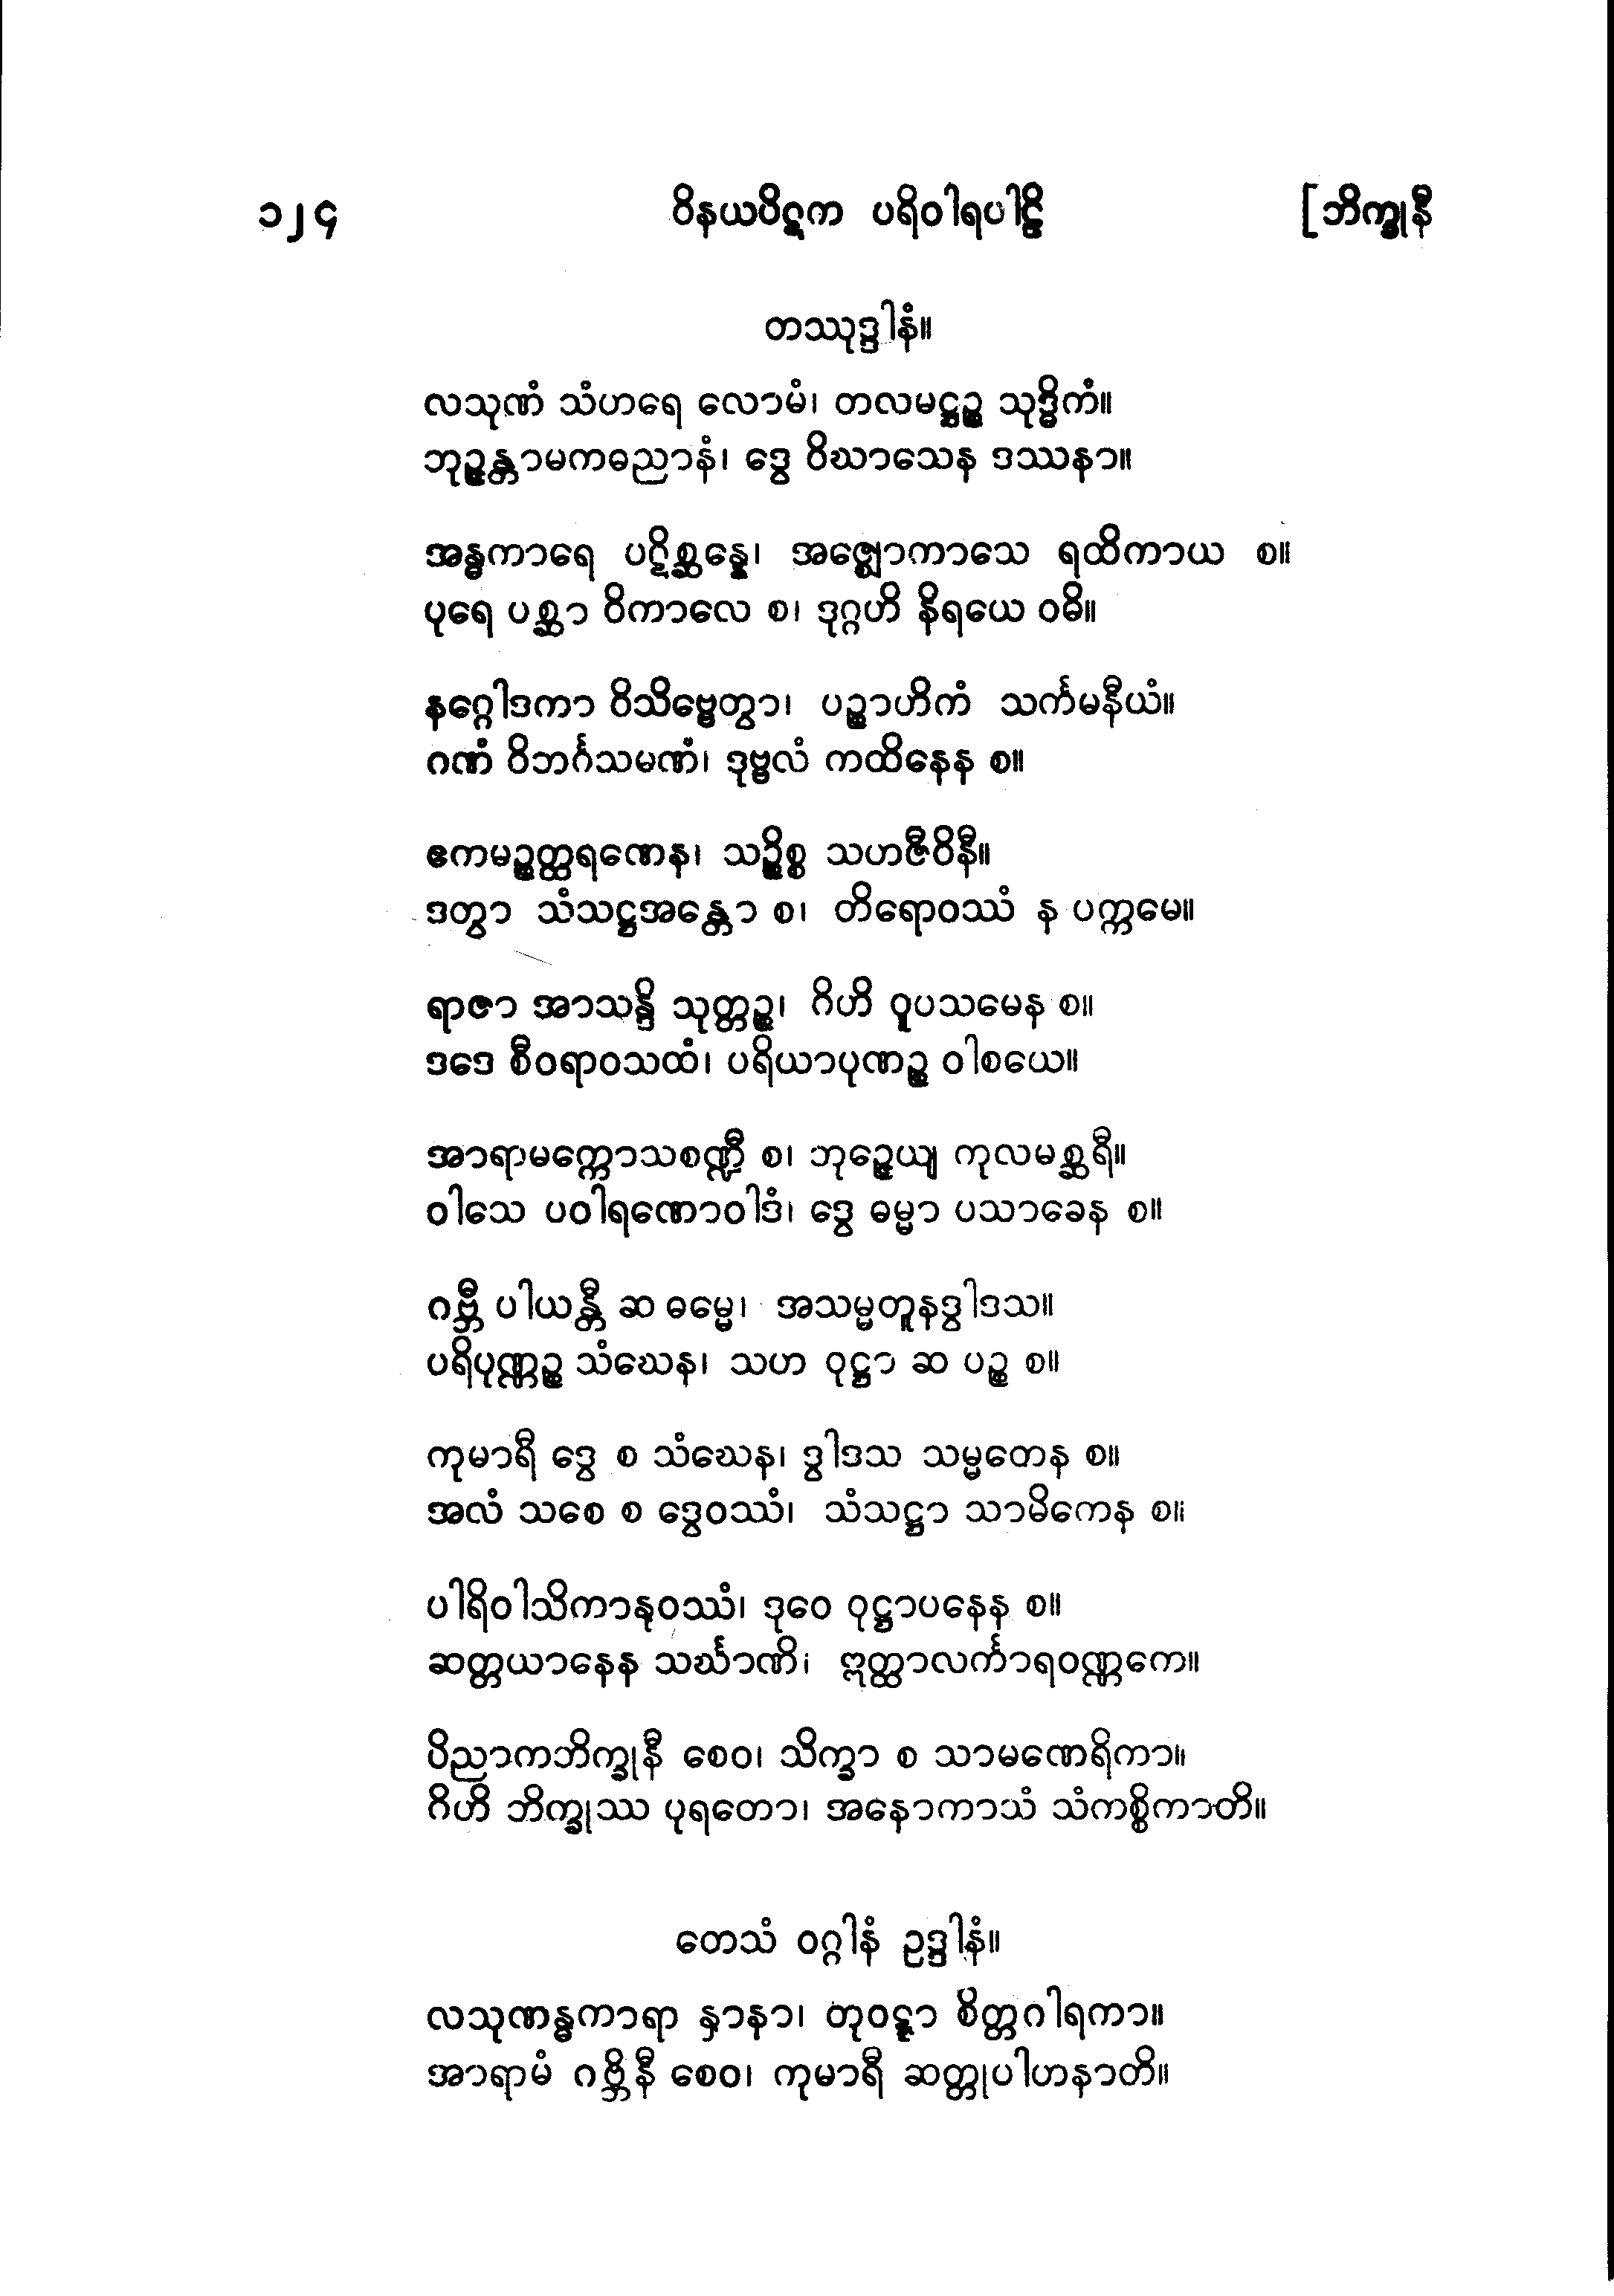 ၁၂၄ ဝိနယပိဋက ပရိဝါရပါဠိ [ဘိက္ခုနီ
တဿုဒ္ဒါနံ။
လသုဏံ သံဟရေ လောမံ၊ တလမဋ္ဌဉ္စ သုဒ္ဓိကံ။
ဘုဉ္ဇန္တာမကဓညာနံ၊ ဒွေ ဝိဃာသေန ဒဿနာ။
အန္ဓကာရေ ပဋိစ္ဆန္နေ၊ အဇ္ဈောကာသေ ရထိကာယ စ။
ပုရေ ပစ္ဆာ ဝိကာလေ စ၊ ဒုဂ္ဂဟိ နိရယေ ဝဓိ။
နဂ္ဂေါဒကာ ဝိသိဗ္ဗေတွာ၊ ပဉ္စာဟိကံ သင်္ကမနီယံ။
ဂဏံ ဝိဘင်္ဂသမဏံ၊ ဒုဗ္ဗလံ ကထိနေန စ။
ဧကမဉ္စတ္ထရဏေန၊ သဉ္စိစ္စ သဟဇီဝိနီ။
ဒတွာ သံသဋ္ဌအန္တော စ၊ တိရောဝဿံ န ပက္ကမေ။
ရာဇာ အာသန္ဒိ သုတ္တဉ္စ၊ ဂိဟိ ဝူပသမေန စ။
ဒဒေ စီဝရာဝသထံ၊ ပရိယာပုဏဉ္စ ဝါစယေ။
အာရာမက္ကောသစဏ္ဍီ စ၊ ဘုဉ္ဇေယျ ကုလမစ္ဆရီ။
ဝါသေ ပဝါရဏောဝါဒံ၊ ဒွေ ဓမ္မာ ပသာခေန စ။
ဂဗ္ဘီ ပါယန္တီ ဆ ဓမ္မေ၊ အသမ္မတူနဒွါဒသ။
ပရိပုဏ္ဏဉ္စ သံဃေန၊ သဟ ဝုဋ္ဌာ ဆ ပဉ္စ စ။
ကုမာရီ ဒွေ စ သံဃေန၊ ဒွါဒသ သမ္မတေန စ။
အလံ သစေ စ ဒွေဝဿံ၊ သံသဋ္ဌာ သာမိကေန စ။
ပါရိဝါသိကာနုဝဿံ၊ ဒုဝေ ဝုဋ္ဌာပနေန စ။
ဆတ္တယာနေန သင်္ဃာဏိ၊ ဣတ္ထာလင်္ကာရဝဏ္ဏကေ။
ပိညာကဘိက္ခုနီ စေဝ၊ သိက္ခာ စ သာမဏေရိကာ။
ဂိဟိ ဘိက္ခုဿ ပုရတော၊ အနောကာသံ သံကစ္စိကာတိ။
တေသံ ဝဂ္ဂါနံ ဥဒ္ဒါနံ။
လသုဏန္ဓကာရာ နှာနာ၊ တုဝဋ္ဋာ စိတ္တဂါရကာ။
အာရာမံ ဂဗ္ဘိနီ စေဝ၊ ကုမာရီ ဆတ္တုပါဟနာတိ။